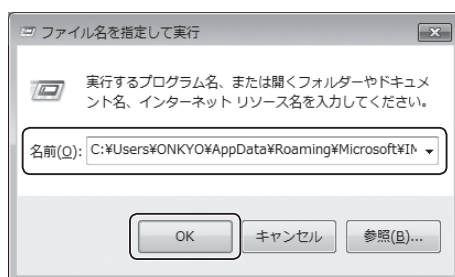 ファイル名を指定して実行
実行するプログラム名、または開くフォルダーやドキュメ
ント名、インターネット リソース名を入力してください。
名前(O): C:¥Users¥ONKYO¥AppData¥Roaming¥Microsoft¥IN
OK キャンセル 参照(B)...